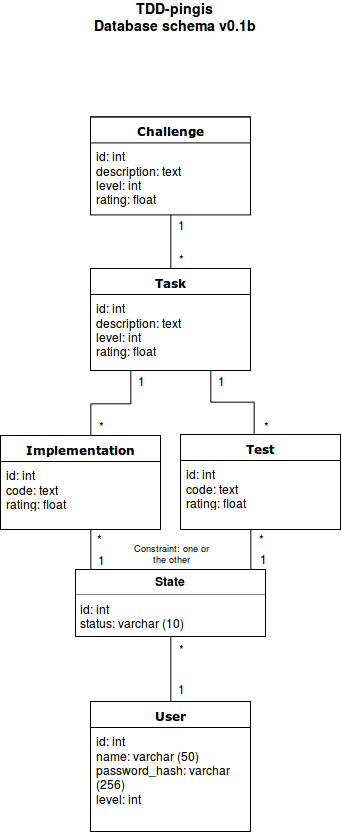 TDD-pingis
Database schema v0.1b
Challenge
id: int
description: text
level: int
rating: float
1
*
Task
id: int
description: text
level: int
rating: float
1
1
*
*
Implementation
id: int
code: text
rating: float
Test
id: int
code: text
rating: float
*
*
Constraint: one or
the other
1
1
State
id: int
status: varchar (10)
*
1
User
id: int
name: varchar (50)
password_hash: varchar
(256)
level: int